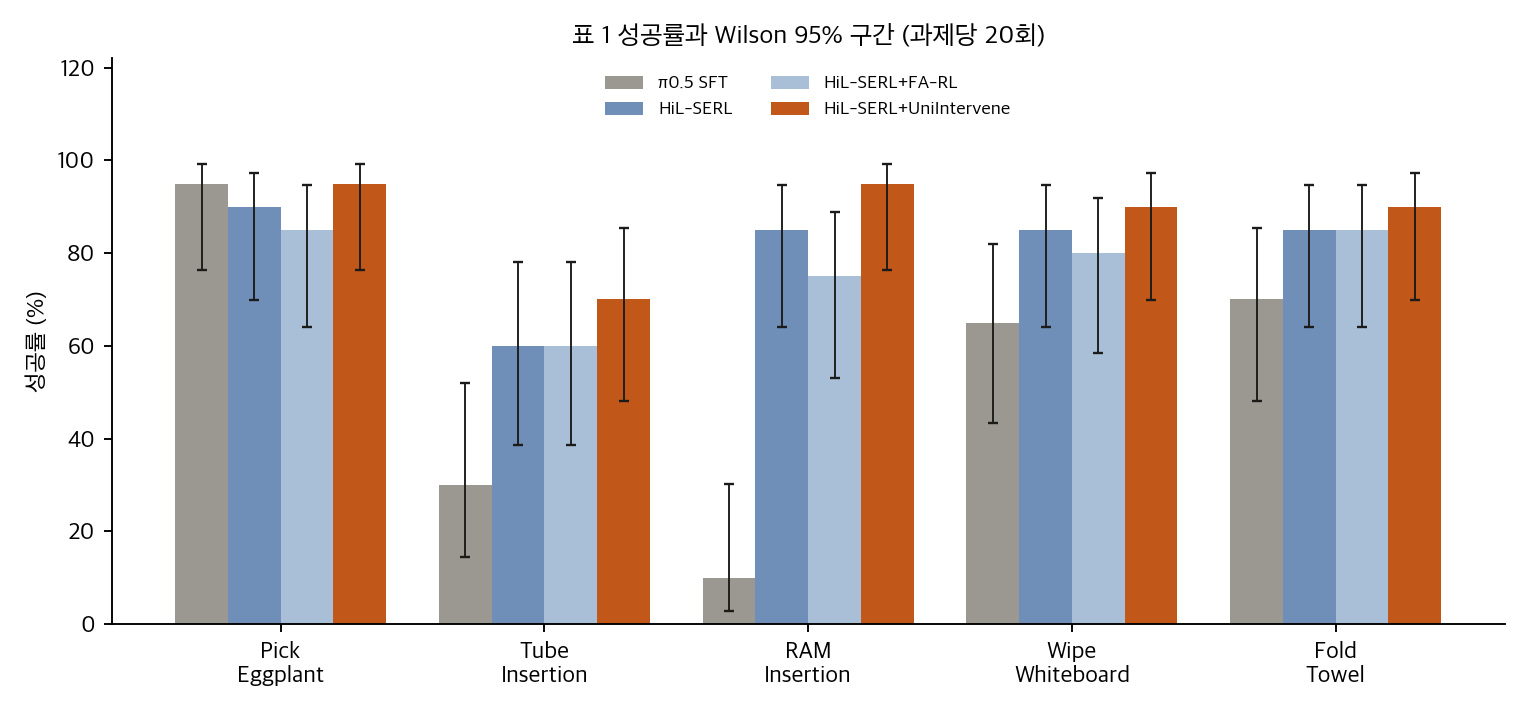 표 1 성공률과 Wilson 95% 구간 (과제당 20회)
π0.5 SFT
HiL-SERL
HiL-SERL+FA-RL
HiL-SERL+UniIntervene
성공률 (%)
120
100
80
60
40
20
0
Pick
Eggplant
Tube
Insertion
RAM
Insertion
Wipe
Whiteboard
Fold
Towel